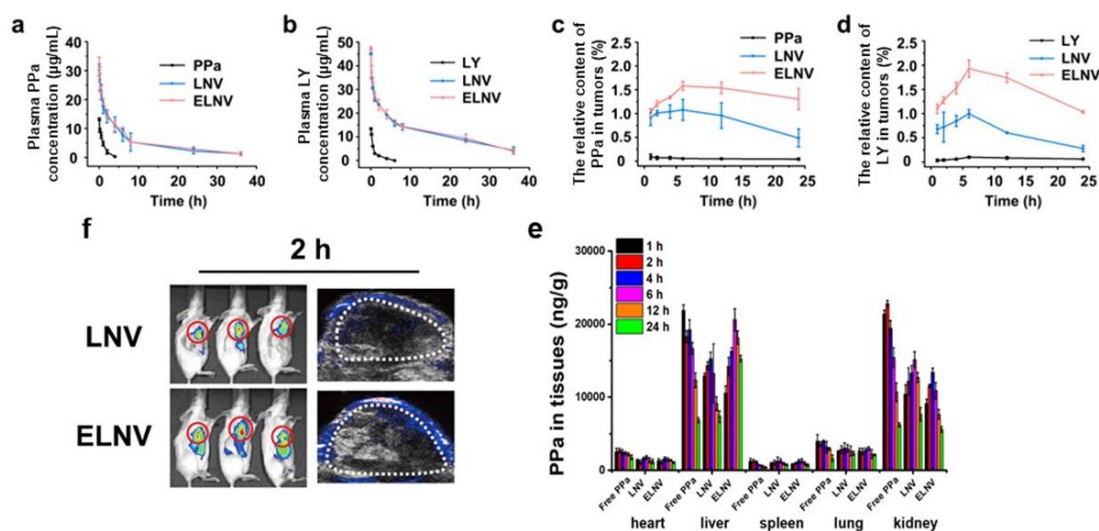 a
Plasma PPa
concentration (µg/mL)
40
30
20
10
0
PPa
LNV
ELNV
0
10
20
30
40
Time (h)
b
Plasma LY
concentration (µg/mL)
50
40
30
20
10
0
LY
LNV
ELNV
0
10
20
30
40
Time (h)
c
The relative content of
PPa in tumors (%)
2.5
2.0
1.5
1.0
0.5
0
PPa
LNV
ELNV
0
5
10
15
20
25
Time (h)
d
The relative content of
LY in tumors (%)
2.5
2.0
1.5
1.0
0.5
0
LY
LNV
ELNV
0
5
10
15
20
25
Time (h)
f
2 h
LNV
ELNV
e
PPa in tissues (ng/g)
30000
20000
10000
0
1 h
2 h
4 h
6 h
12 h
24 h
Free PPa
LNV
ELNV
Free PPa
LNV
ELNV
Free PPa
LNV
ELNV
Free PPa
LNV
ELNV
Free PPa
LNV
ELNV
heart liver spleen lung kidney